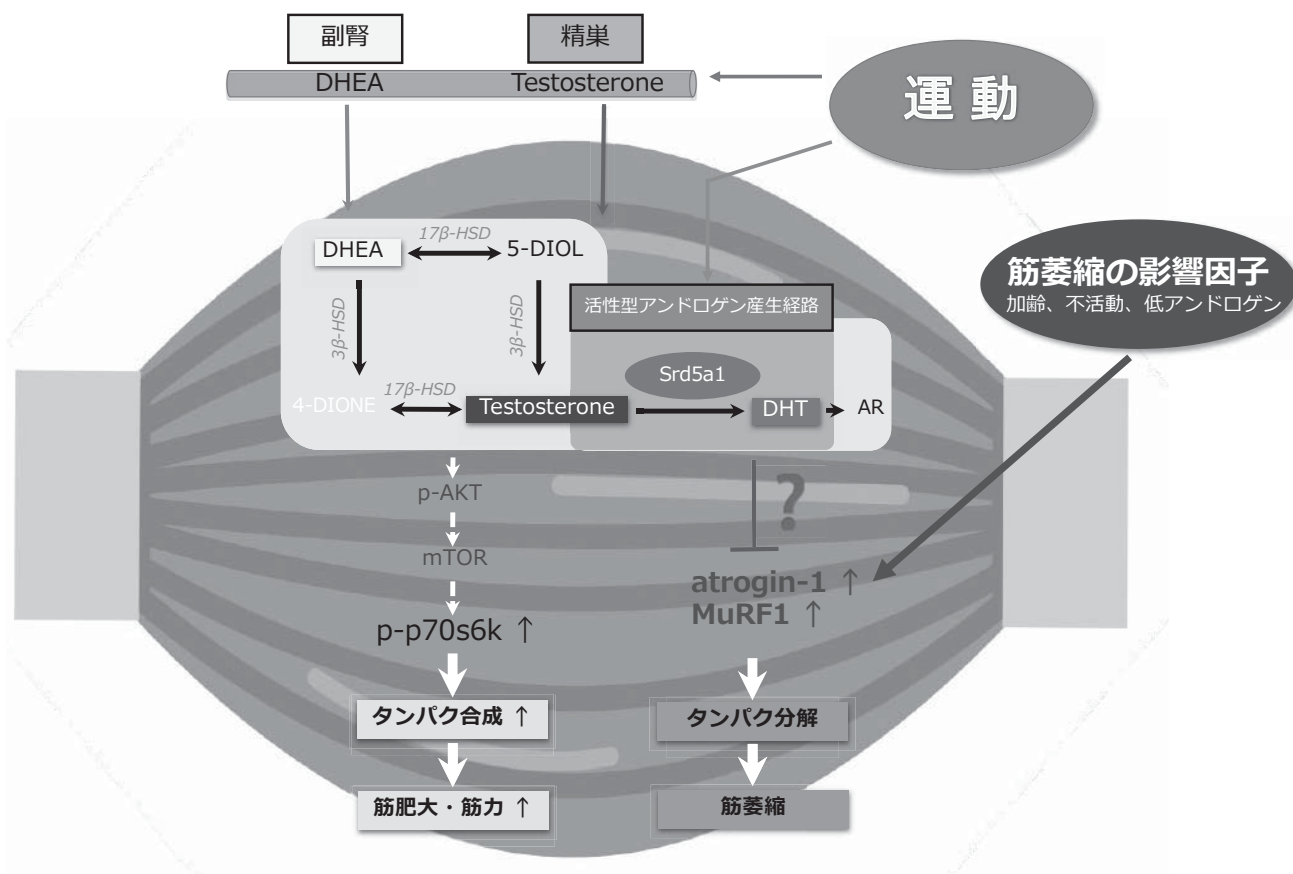 副腎
精巣
DHEA
Testosterone
運 動
DHEA
17β-HSD
5-DIOL
3β-HSD
3β-HSD
活性型アンドロゲン産生経路
筋萎縮の影響因子
加齢、不活動、低アンドロゲン
Srd5a1
4-DIONE
17β-HSD
Testosterone
DHT
AR
p-AKT
?
mTOR
atrogin-1 ↑
MuRF1 ↑
p-p70s6k ↑
タンパク合成 ↑
タンパク分解
筋肥大・筋力 ↑
筋萎縮